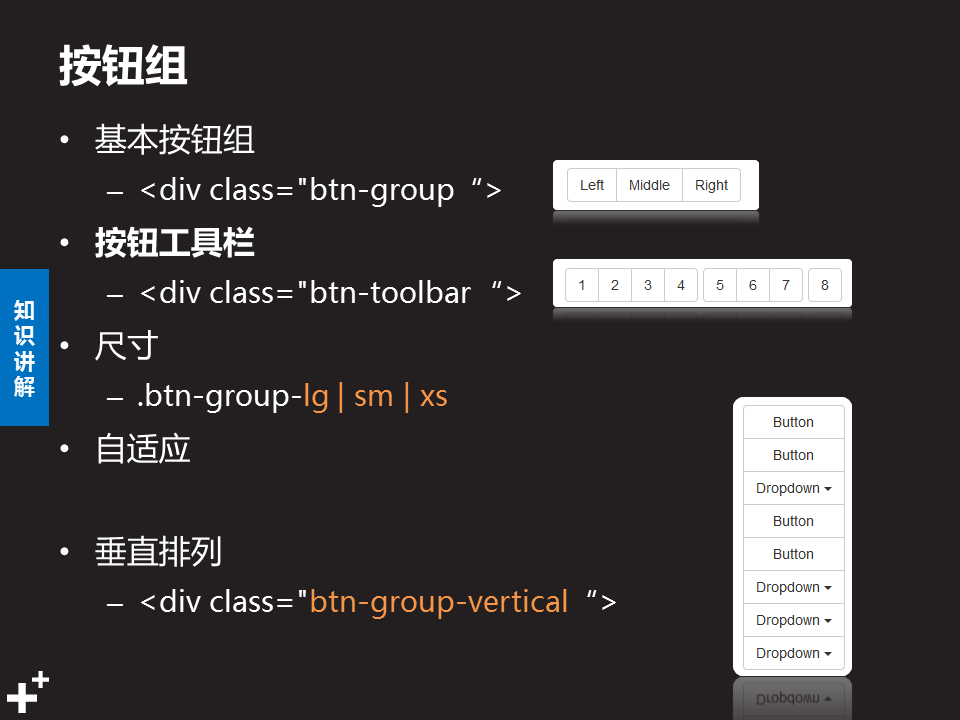 按钮组
• 基本按钮组
– <div class="btn-group “>
Left Middle Right
• 按钮工具栏
– <div class="btn-toolbar “>
1 2 3 4 5 6 7 8
知识讲解
• 尺寸
– .btn-group-lg | sm | xs
• 自适应
• 垂直排列
– <div class="btn-group-vertical “>
Button
Button
Dropdown
Button
Button
Dropdown
Dropdown
Dropdown